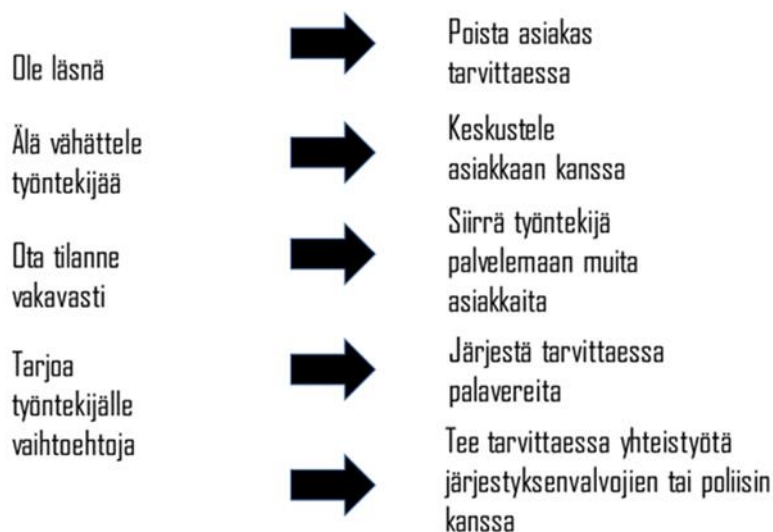 Ole läsnä
Älä vähättele
työntekijää
Ota tilanne
vakavasti
Tarjoa
työntekijälle
vaihtoehtoja
Poista asiakas
tarvittaessa
Keskustele
asiakkaan kanssa
Siirrä työntekijä
palvelemaan muita
asiakkaita
Järjestä tarvittaessa
palavereita
Tee tarvittaessa yhteistyötä
järjestyksenvalvojien tai poliisin
kanssa